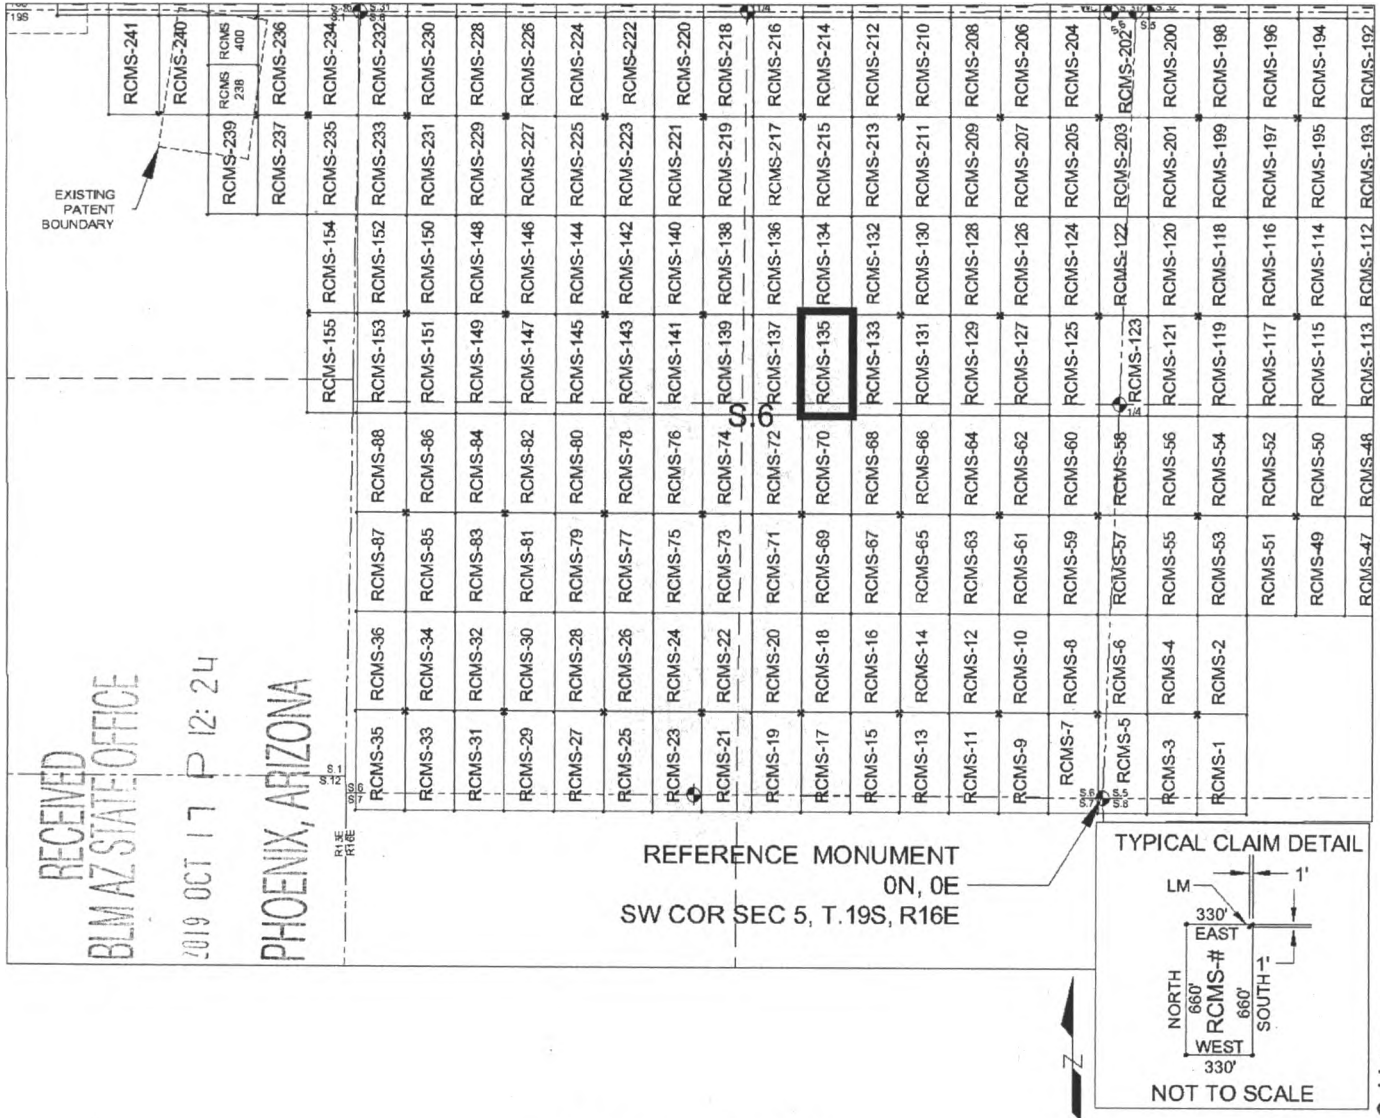 T19S
S.1
S.31
S.6
1/4
WC
S.31
S.32
S.6
S.5
RCMS-241
RCMS-240
RCMS
400
RCMS
238
RCMS-236
RCMS-234
RCMS-232
RCMS-230
RCMS-228
RCMS-226
RCMS-224
RCMS-222
RCMS-220
RCMS-218
RCMS-216
RCMS-214
RCMS-212
RCMS-210
RCMS-208
RCMS-206
RCMS-204
RCMS-202
RCMS-200
RCMS-198
RCMS-196
RCMS-194
RCMS-192
RCMS-239
RCMS-237
RCMS-235
RCMS-233
RCMS-231
RCMS-229
RCMS-227
RCMS-225
RCMS-223
RCMS-221
RCMS-219
RCMS-217
RCMS-215
RCMS-213
RCMS-211
RCMS-209
RCMS-207
RCMS-205
RCMS-203
RCMS-201
RCMS-199
RCMS-197
RCMS-195
RCMS-193
EXISTING
PATENT
BOUNDARY
RCMS-154
RCMS-152
RCMS-150
RCMS-148
RCMS-146
RCMS-144
RCMS-142
RCMS-140
RCMS-138
RCMS-136
RCMS-134
RCMS-132
RCMS-130
RCMS-128
RCMS-126
RCMS-124
RCMS-122
RCMS-120
RCMS-118
RCMS-116
RCMS-114
RCMS-112
RCMS-155
RCMS-153
RCMS-151
RCMS-149
RCMS-147
RCMS-145
RCMS-143
RCMS-141
RCMS-139
RCMS-137
RCMS-135
RCMS-133
RCMS-131
RCMS-129
RCMS-127
RCMS-125
RCMS-123
RCMS-121
RCMS-119
RCMS-117
RCMS-115
RCMS-113
1/4
S.6
RCMS-88
RCMS-86
RCMS-84
RCMS-82
RCMS-80
RCMS-78
RCMS-76
RCMS-74
RCMS-72
RCMS-70
RCMS-68
RCMS-66
RCMS-64
RCMS-62
RCMS-60
RCMS-58
RCMS-56
RCMS-54
RCMS-52
RCMS-50
RCMS-48
RCMS-87
RCMS-85
RCMS-83
RCMS-81
RCMS-79
RCMS-77
RCMS-75
RCMS-73
RCMS-71
RCMS-69
RCMS-67
RCMS-65
RCMS-63
RCMS-61
RCMS-59
RCMS-57
RCMS-55
RCMS-53
RCMS-51
RCMS-49
RCMS-47
RCMS-36
RCMS-34
RCMS-32
RCMS-30
RCMS-28
RCMS-26
RCMS-24
RCMS-22
RCMS-20
RCMS-18
RCMS-16
RCMS-14
RCMS-12
RCMS-10
RCMS-8
RCMS-6
RCMS-4
RCMS-2
RCMS-35
RCMS-33
RCMS-31
RCMS-29
RCMS-27
RCMS-25
RCMS-23
RCMS-21
RCMS-19
RCMS-17
RCMS-15
RCMS-13
RCMS-11
RCMS-9
RCMS-7
RCMS-5
RCMS-3
RCMS-1
S.1
S.12
S.6
S.7
S.6
S.5
S.7
S.8
R16E
RECEIVED
BLM AZ STATE OFFICE
2019 OCT 17 P 12:24
PHOENIX, ARIZONA
REFERENCE MONUMENT
0N, 0E
SW COR SEC 5, T.19S, R16E
TYPICAL CLAIM DETAIL
1'
LM
330'
EAST
NORTH
660'
RCMS-#
660'
SOUTH
1'
WEST
330'
NOT TO SCALE
N